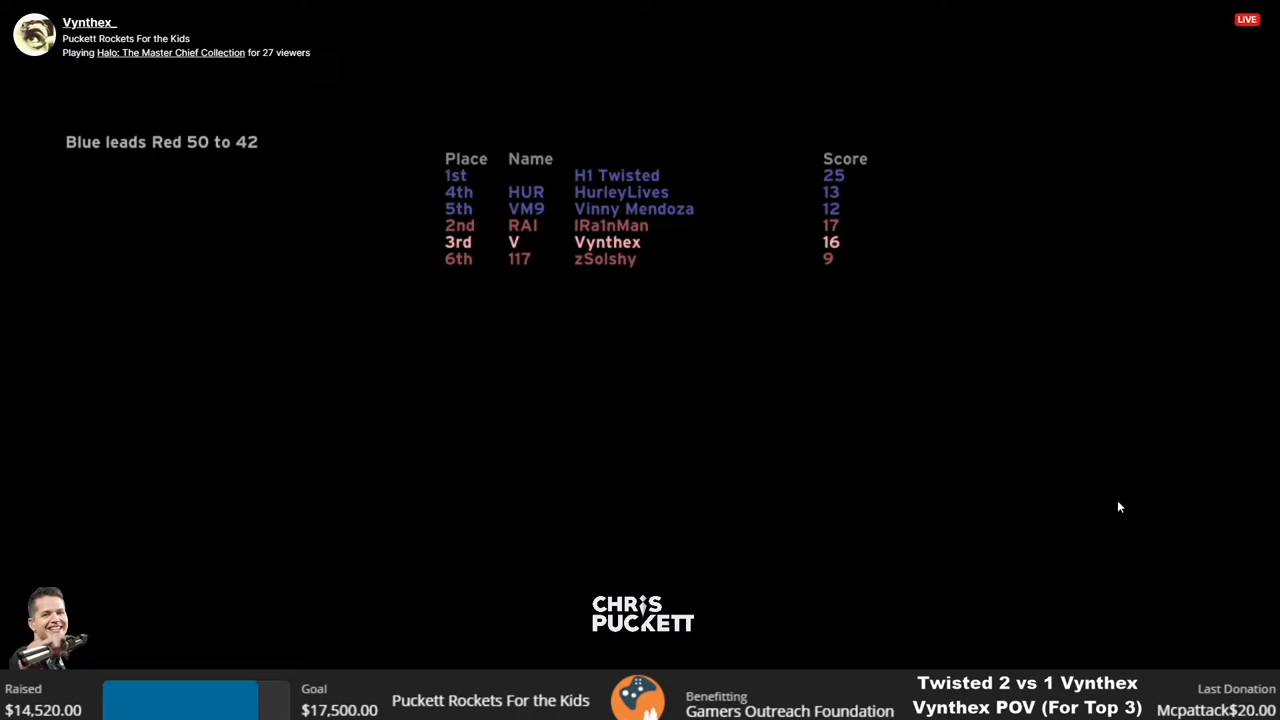 Vynthex_
Puckett Rockets For the Kids
Playing Halo: The Master Chief Collection for 27 viewers
LIVE
Blue leads Red 50 to 42
Place Name Score
1st H1 Twisted 25
4th HUR HurleyLives 13
5th VM9 Vinny Mendoza 12
2nd RAI IRa1nMan 17
3rd V Vynthex 16
6th 117 zSolshy 9
CHRIS
PUCKETT
Raised
$14,520.00
Goal
$17,500.00
Puckett Rockets For the Kids
Benefitting
Gamers Outreach Foundation
Twisted 2 vs 1 Vynthex
Vynthex POV (For Top 3)
Last Donation
Mcpattack$20.00